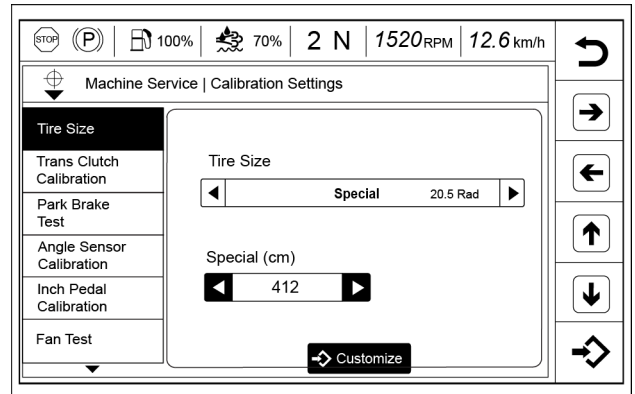 STOP P 100% 70% 2 N 1520RPM 12.6 km/h
Machine Service | Calibration Settings
Tire Size
Trans Clutch
Calibration
Park Brake
Test
Angle Sensor
Calibration
Inch Pedal
Calibration
Fan Test
Tire Size
Special 20.5 Rad
Special (cm)
412
Customize